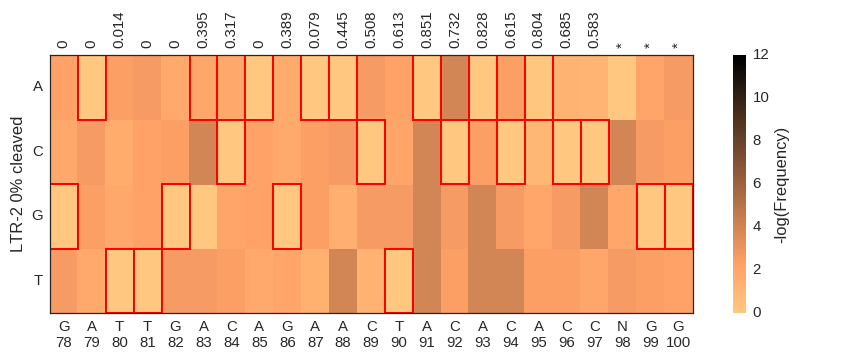 0 0 0.014 0 0 0.395 0.317 0 0.389 0.079 0.445 0.508 0.613 0.851 0.732 0.828 0.615 0.804 0.685 0.583 * * *
LTR-2 0% cleaved
A
C
G
T
G A T T G A C A G A A C T A C A C A C C N G G
78 79 80 81 82 83 84 85 86 87 88 89 90 91 92 93 94 95 96 97 98 99 100
12
10
8
6
4
2
0
-log(Frequency)